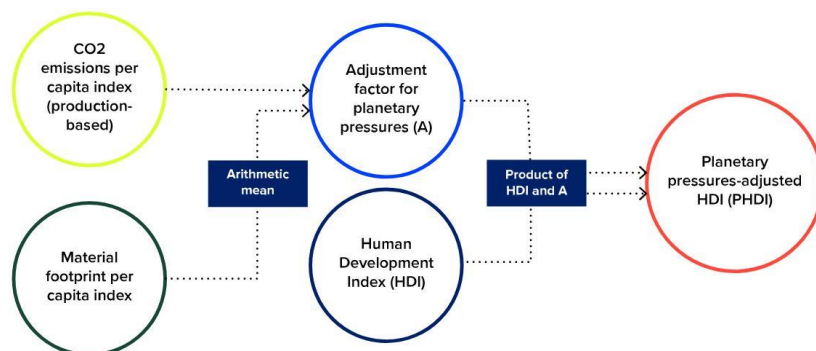 CO2
emissions per
capita index
(production-
based)
Adjustment
factor for
planetary
pressures (A)
Arithmetic
mean
Product of
HDI and A
Planetary
pressures-adjusted
HDI (PHDI)
Material
footprint per
capita index
Human
Development
Index (HDI)